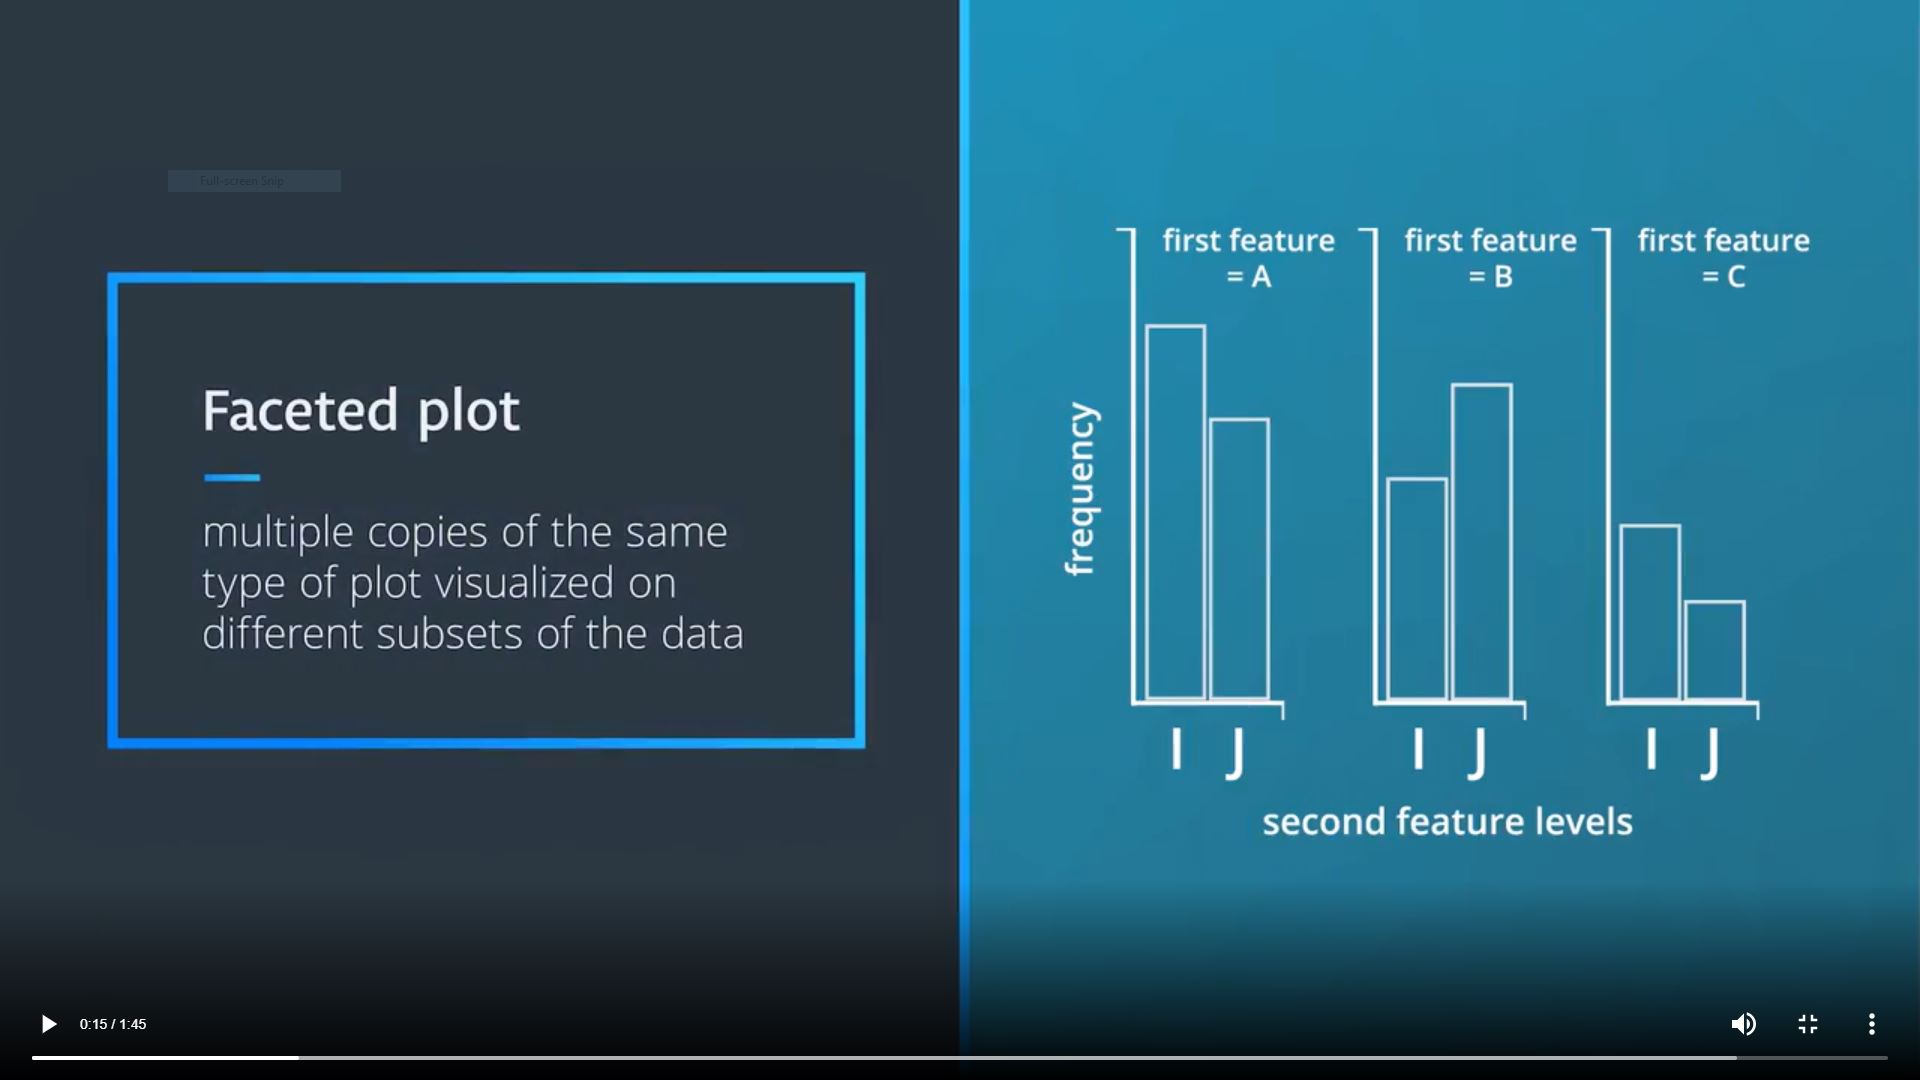 Full-screen Snip
Faceted plot
multiple copies of the same
type of plot visualized on
different subsets of the data
first feature
= A
first feature
= B
first feature
= C
frequency
I J
I J
I J
second feature levels
0:15 / 1:45